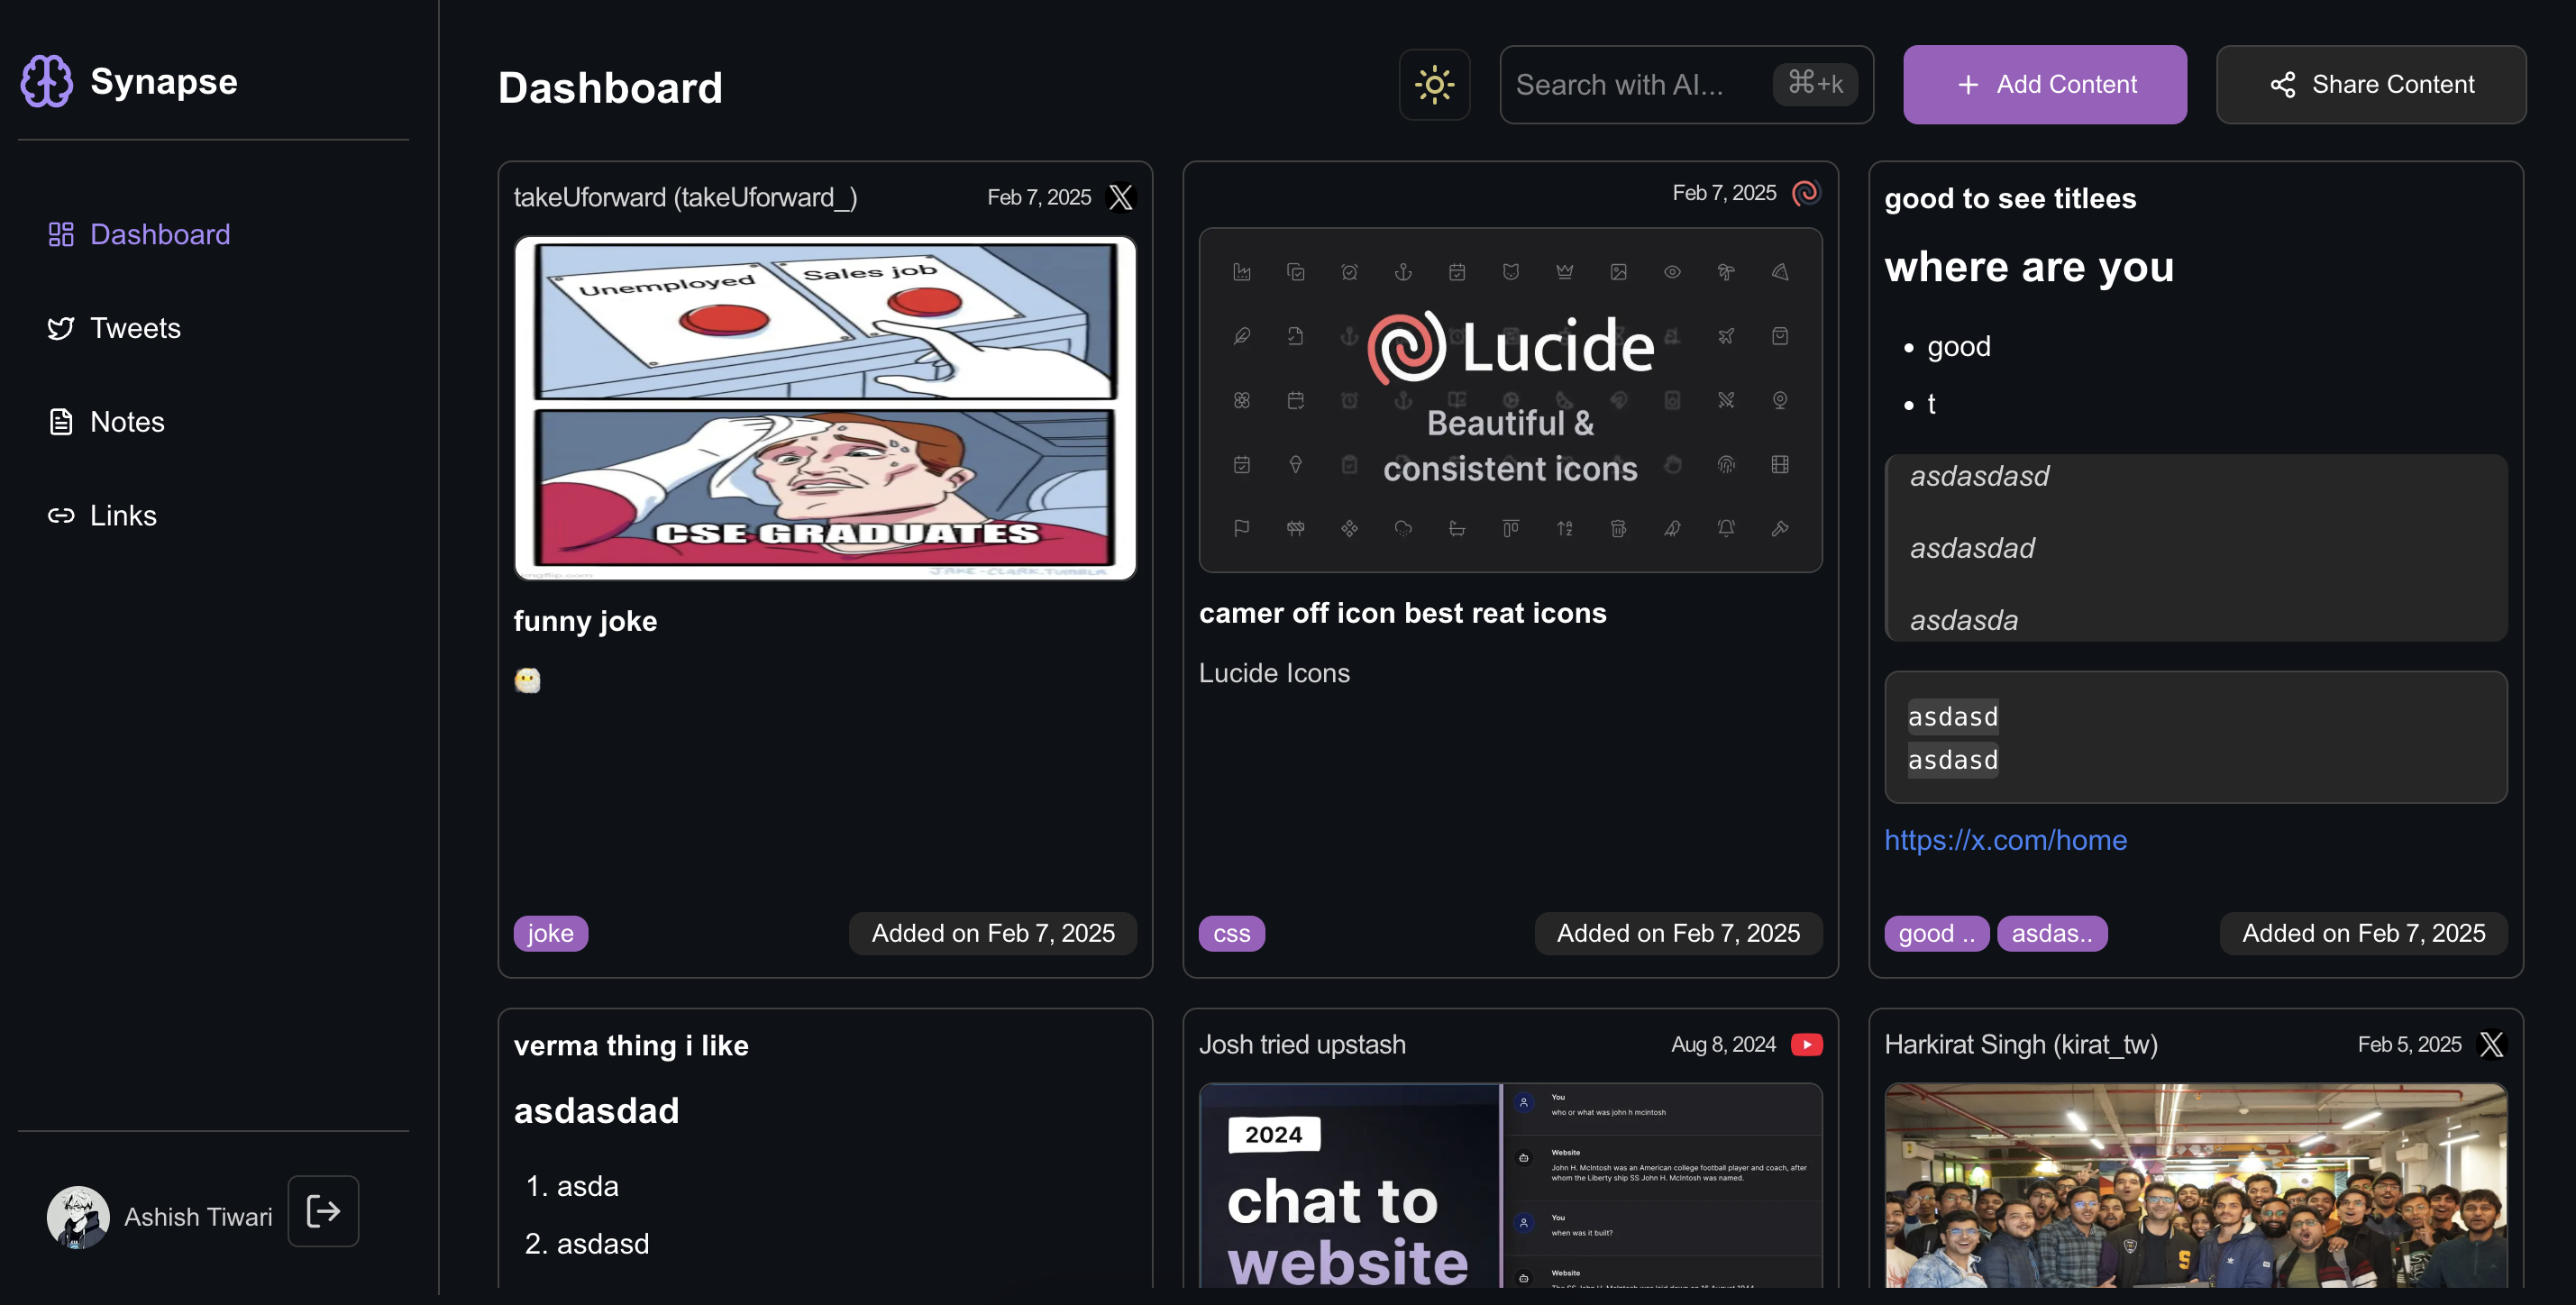 Synapse
Dashboard
Tweets
Notes
Links
Ashish Tiwari
Dashboard
Search with AI...
⌘+k
Add Content
Share Content
takeUforward (takeUforward_)
Feb 7, 2025
Unemployed
Sales job
CSE GRADUATES
imgflip.com
JAKE-CLARK.TUMBLR
funny joke
joke
Added on Feb 7, 2025
Feb 7, 2025
Lucide
Beautiful &
consistent icons
camer off icon best reat icons
Lucide Icons
css
Added on Feb 7, 2025
good to see titlees
where are you
• good
• t
asdasdasd
asdasdad
asdasda
asdasd
asdasd
https://x.com/home
good ..
asdas..
Added on Feb 7, 2025
verma thing i like
asdasdad
1. asda
2. asdasd
Josh tried upstash
Aug 8, 2024
2024
chat to
website
You
who or what was john h mcintosh
Website
John H. McIntosh was an American college football player and coach, after
whom the Liberty ship SS John H. McIntosh was named.
You
when was it built?
Website
Harkirat Singh (kirat_tw)
Feb 5, 2025